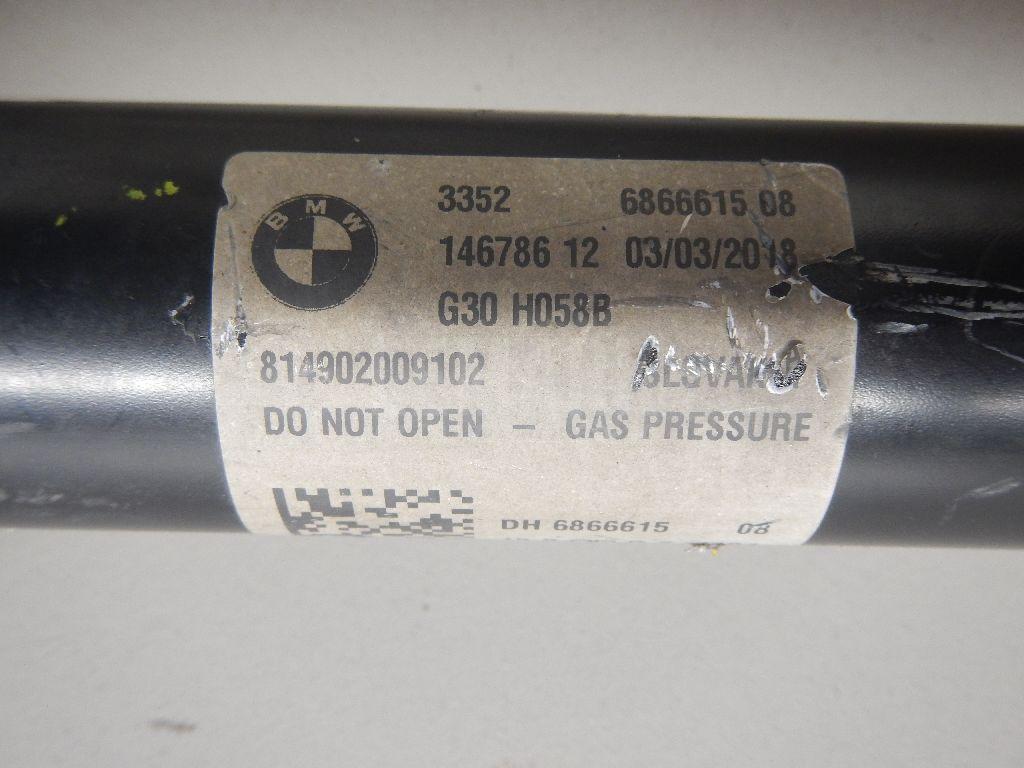 BMW
3352 6866615 08
146786 12 03/03/2018
G30 H058B
814902009102
DO NOT OPEN – GAS PRESSURE
DH 6866615 08